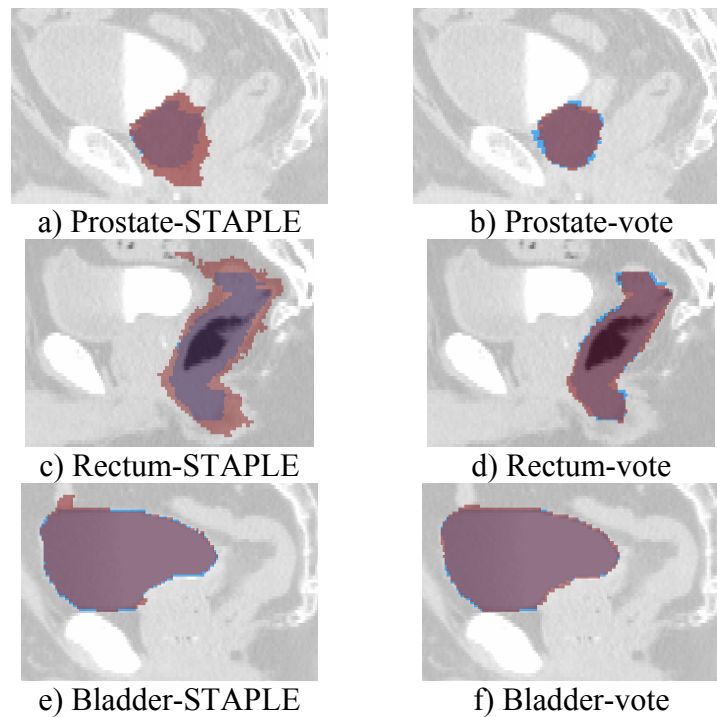 a) Prostate-STAPLE
b) Prostate-vote
c) Rectum-STAPLE
d) Rectum-vote
e) Bladder-STAPLE
f) Bladder-vote